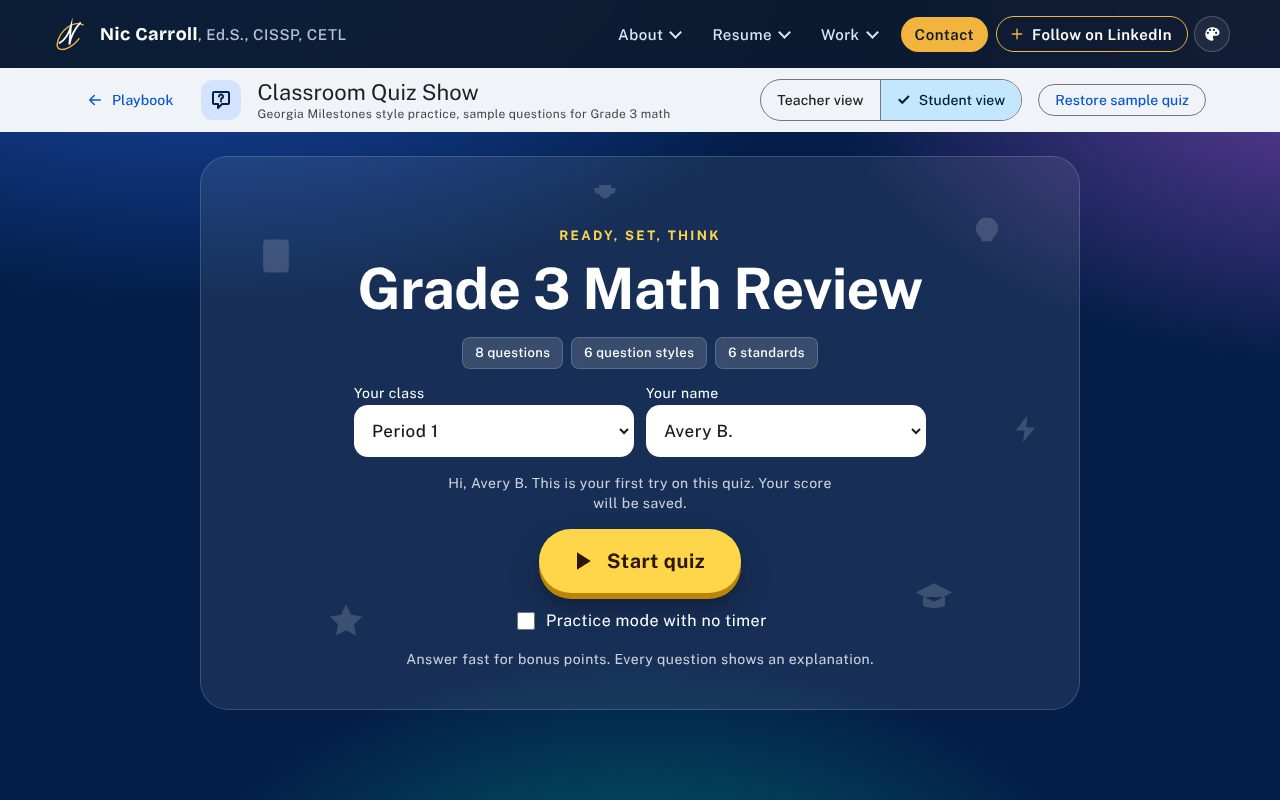 Nic Carroll, Ed.S., CISSP, CETL
About
Resume
Work
Contact
Follow on LinkedIn
Playbook
Classroom Quiz Show
Georgia Milestones style practice, sample questions for Grade 3 math
Teacher view
Student view
Restore sample quiz
READY, SET, THINK
Grade 3 Math Review
8 questions
6 question styles
6 standards
Your class
Your name
Period 1
Avery B.
Hi, Avery B. This is your first try on this quiz. Your score
will be saved.
Start quiz
Practice mode with no timer
Answer fast for bonus points. Every question shows an explanation.